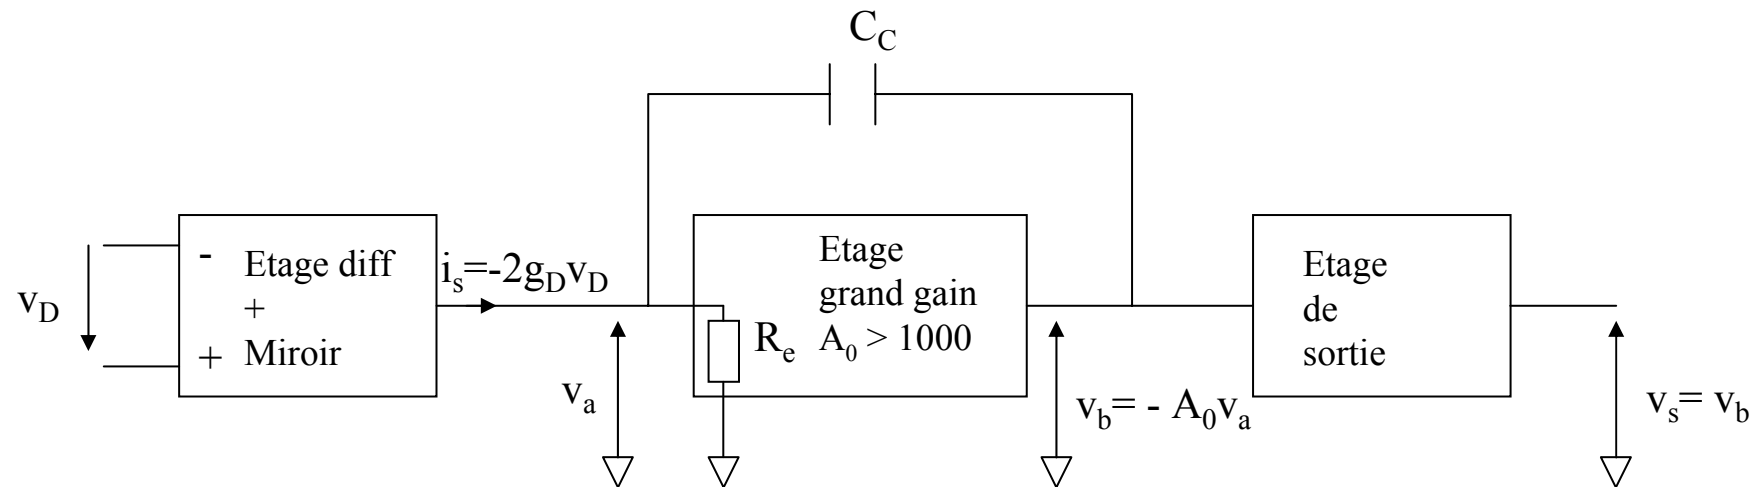 C_C
v_D
-
+
Etage diff
+
Miroir
i_s=-2g_Dv_D
v_a
R_e
Etage
grand gain
A_0 > 1000
v_b= - A_0v_a
Etage
de
sortie
v_s= v_b